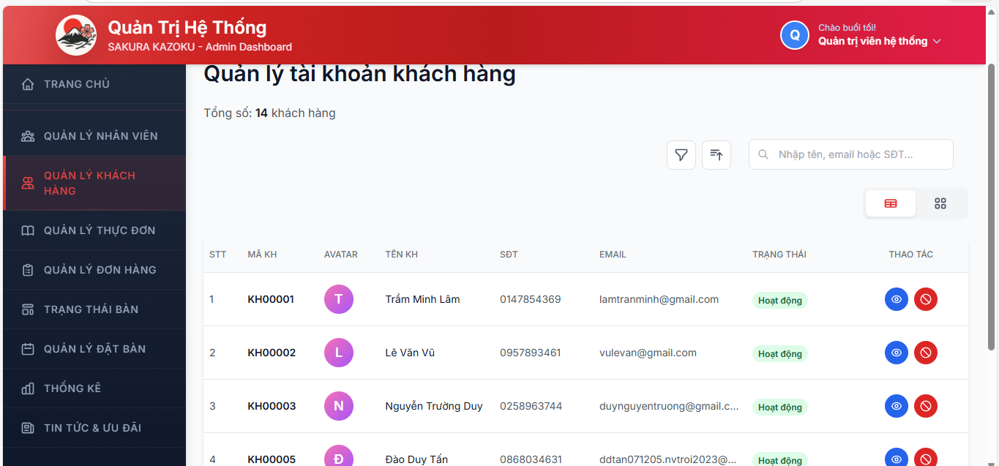 Quản Trị Hệ Thống
SAKURA KAZOKU - Admin Dashboard
Q
Chào buổi tối!
Quản trị viên hệ thống
TRANG CHỦ
QUẢN LÝ NHÂN VIÊN
QUẢN LÝ KHÁCH
HÀNG
QUẢN LÝ THỰC ĐƠN
QUẢN LÝ ĐƠN HÀNG
TRẠNG THÁI BÀN
QUẢN LÝ ĐẶT BÀN
THỐNG KÊ
TIN TỨC & ƯU ĐÃI
Quản lý tài khoản khách hàng
Tổng số: 14 khách hàng
Nhập tên, email hoặc SĐT...
STT MÃ KH AVATAR TÊN KH SĐT EMAIL TRẠNG THÁI THAO TÁC
1 KH00001 T Trầm Minh Lâm 0147854369 lamtranminh@gmail.com Hoạt động
2 KH00002 L Lê Văn Vũ 0957893461 vulevan@gmail.com Hoạt động
3 KH00003 N Nguyễn Trường Duy 0258963744 duynguyentruong@gmail.c... Hoạt động
4 KH00005 Đ Đào Duy Tấn 0868034631 ddtan071205.nvtroi2023@... Hoạt động